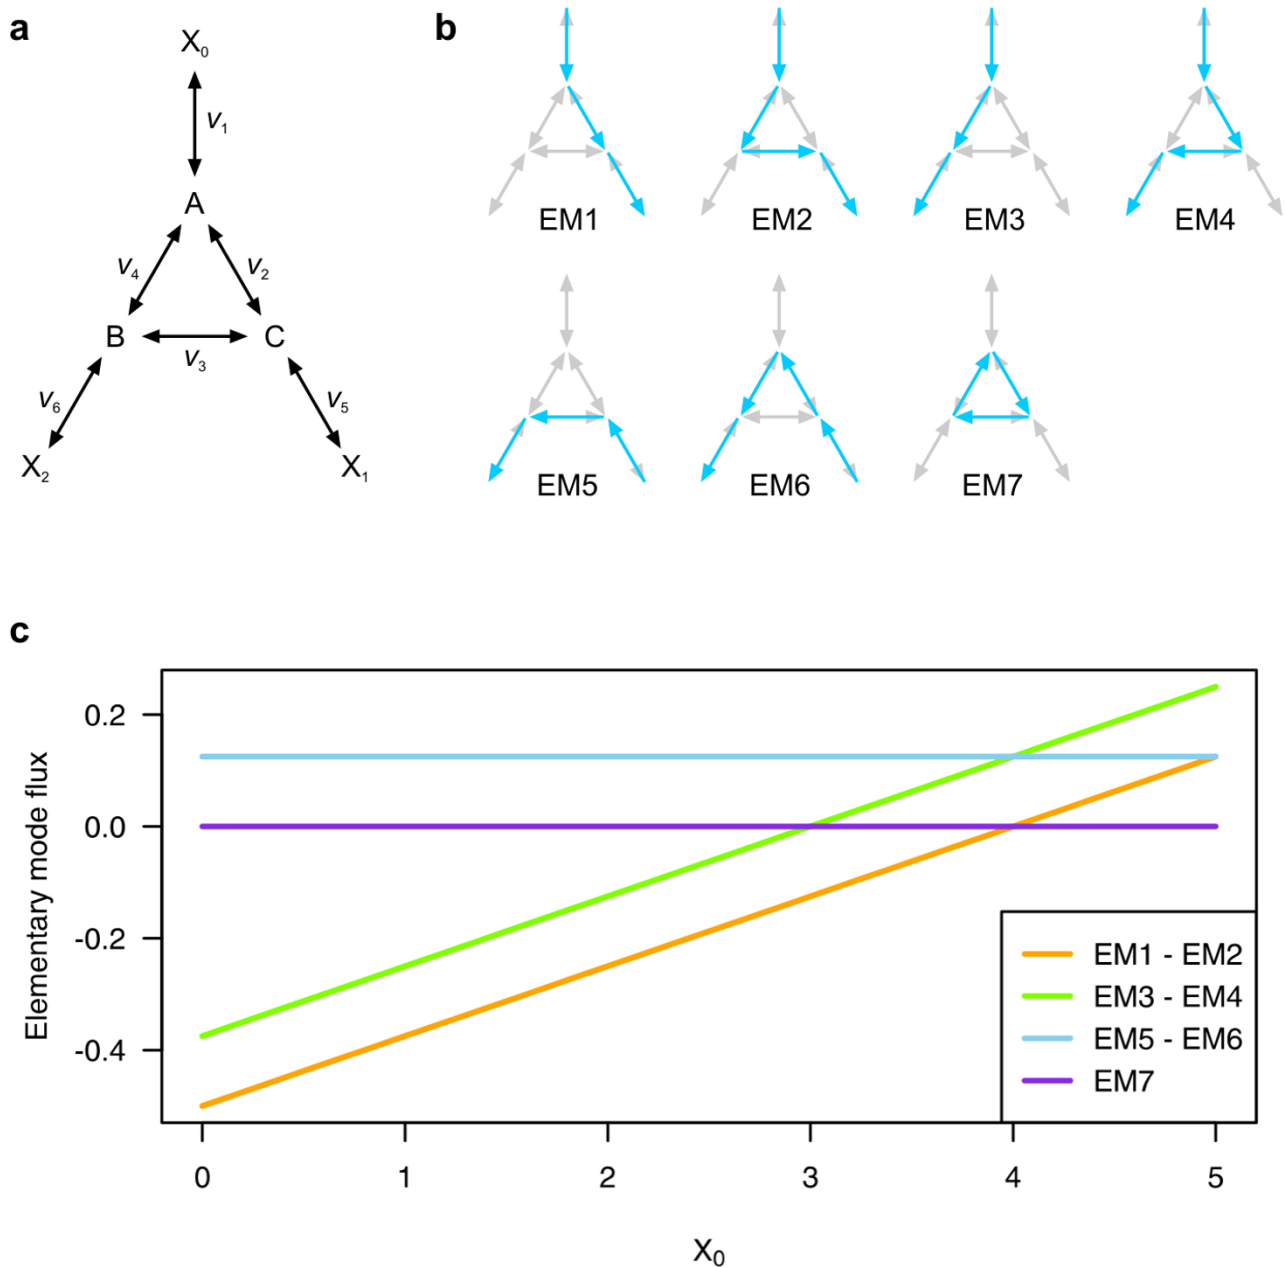 a
X0
v1
A
v4
v2
B
C
v3
v6
v5
X2
X1
b
EM1
EM2
EM3
EM4
EM5
EM6
EM7
c
Elementary mode flux
0.2
0.0
-0.2
-0.4
EM1 - EM2
EM3 - EM4
EM5 - EM6
EM7
0 1 2 3 4 5
X0